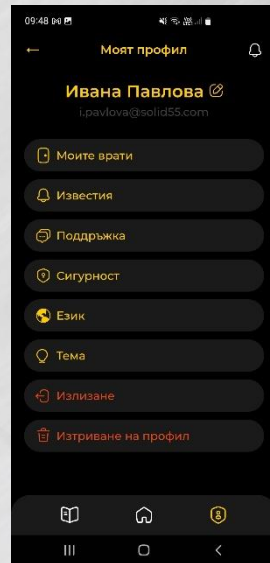 09:48
Моят профил
Ивана Павлова
i.pavlova@solid55.com
Моите врати
Известия
Поддръжка
Сигурност
Език
Тема
Излизане
Изтриване на профил